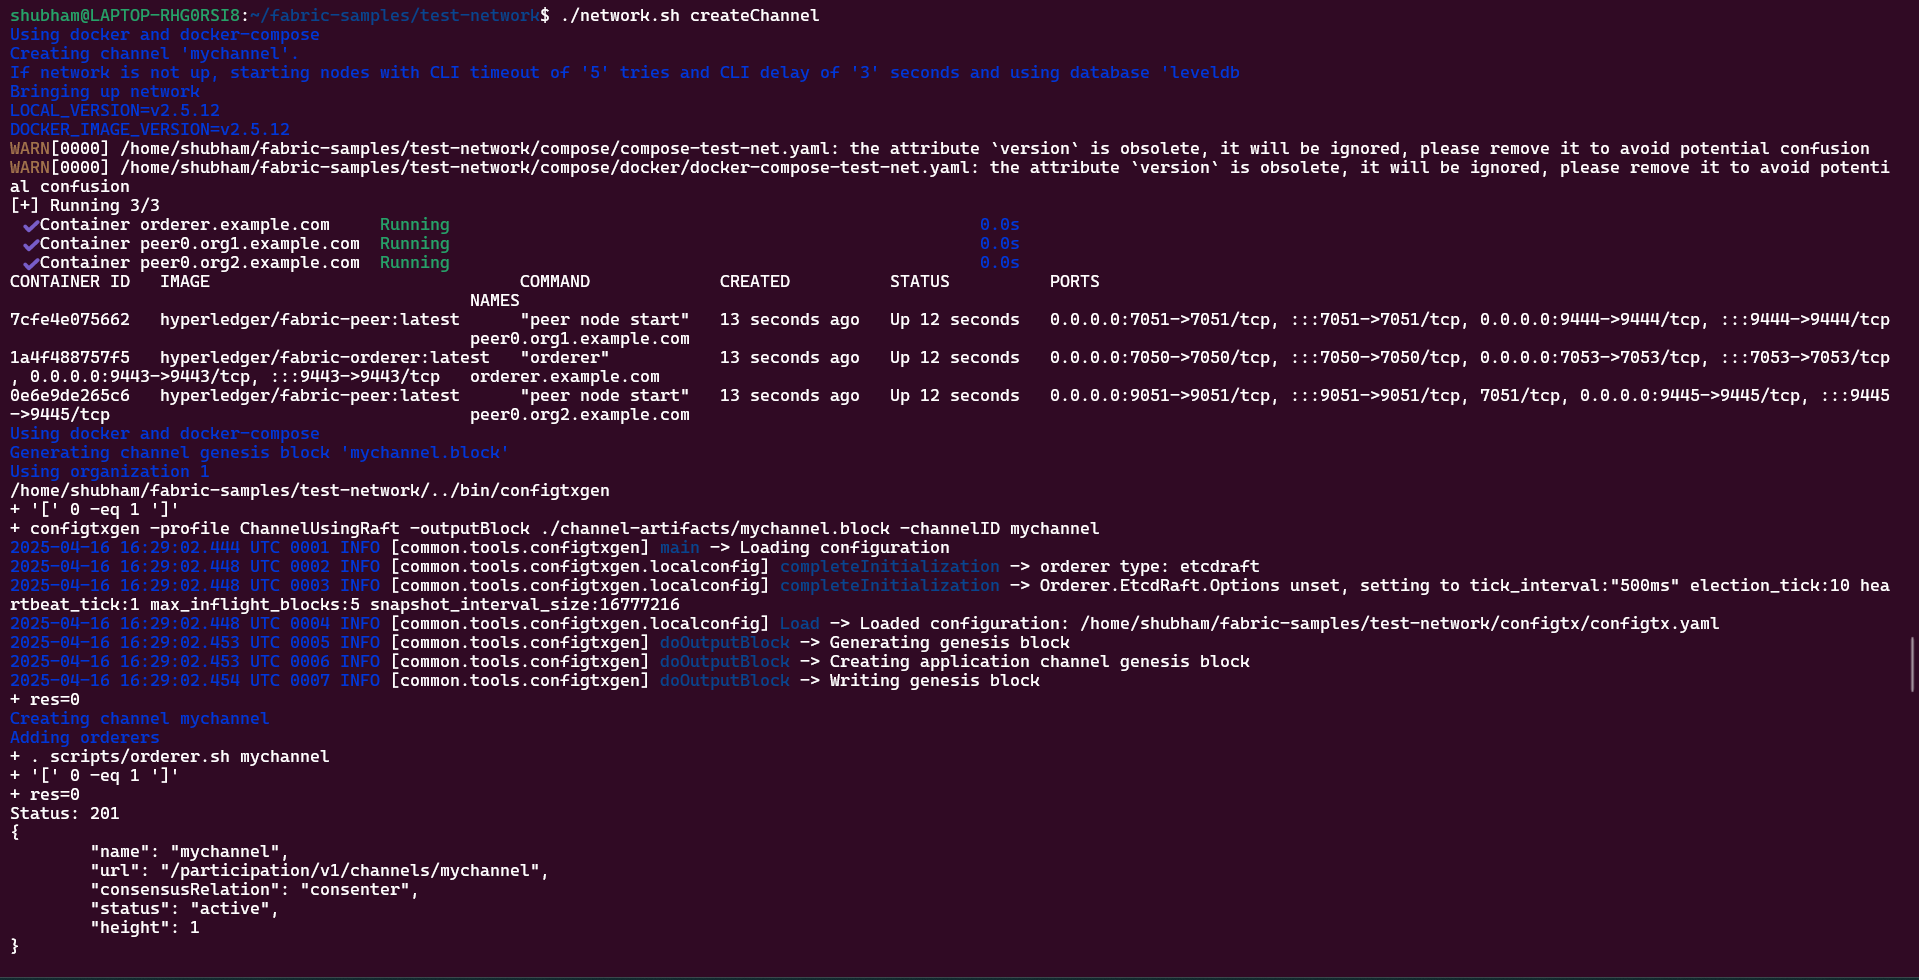 shubham@LAPTOP-RHG0RSI8:~/fabric-samples/test-network$ ./network.sh createChannel
Using docker and docker-compose
Creating channel 'mychannel'.
If network is not up, starting nodes with CLI timeout of '5' tries and CLI delay of '3' seconds and using database 'leveldb
Bringing up network
LOCAL_VERSION=v2.5.12
DOCKER_IMAGE_VERSION=v2.5.12
WARN[0000] /home/shubham/fabric-samples/test-network/compose/compose-test-net.yaml: the attribute `version` is obsolete, it will be ignored, please remove it to avoid potential confusion
WARN[0000] /home/shubham/fabric-samples/test-network/compose/docker/docker-compose-test-net.yaml: the attribute `version` is obsolete, it will be ignored, please remove it to avoid potenti
al confusion
[+] Running 3/3
✔Container orderer.example.com     Running                                                     0.0s
✔Container peer0.org1.example.com  Running                                                     0.0s
✔Container peer0.org2.example.com  Running                                                     0.0s
CONTAINER ID   IMAGE                               COMMAND             CREATED          STATUS          PORTS
                                              NAMES
7cfe4e075662   hyperledger/fabric-peer:latest      "peer node start"   13 seconds ago   Up 12 seconds   0.0.0.0:7051->7051/tcp, :::7051->7051/tcp, 0.0.0.0:9444->9444/tcp, :::9444->9444/tcp
                                              peer0.org1.example.com
1a4f488757f5   hyperledger/fabric-orderer:latest   "orderer"           13 seconds ago   Up 12 seconds   0.0.0.0:7050->7050/tcp, :::7050->7050/tcp, 0.0.0.0:7053->7053/tcp, :::7053->7053/tcp
, 0.0.0.0:9443->9443/tcp, :::9443->9443/tcp   orderer.example.com
0e6e9de265c6   hyperledger/fabric-peer:latest      "peer node start"   13 seconds ago   Up 12 seconds   0.0.0.0:9051->9051/tcp, :::9051->9051/tcp, 7051/tcp, 0.0.0.0:9445->9445/tcp, :::9445
->9445/tcp                                    peer0.org2.example.com
Using docker and docker-compose
Generating channel genesis block 'mychannel.block'
Using organization 1
/home/shubham/fabric-samples/test-network/../bin/configtxgen
+ '[' 0 -eq 1 ']'
+ configtxgen -profile ChannelUsingRaft -outputBlock ./channel-artifacts/mychannel.block -channelID mychannel
2025-04-16 16:29:02.444 UTC 0001 INFO [common.tools.configtxgen] main -> Loading configuration
2025-04-16 16:29:02.448 UTC 0002 INFO [common.tools.configtxgen.localconfig] completeInitialization -> orderer type: etcdraft
2025-04-16 16:29:02.448 UTC 0003 INFO [common.tools.configtxgen.localconfig] completeInitialization -> Orderer.EtcdRaft.Options unset, setting to tick_interval:"500ms" election_tick:10 hea
rtbeat_tick:1 max_inflight_blocks:5 snapshot_interval_size:16777216
2025-04-16 16:29:02.448 UTC 0004 INFO [common.tools.configtxgen.localconfig] Load -> Loaded configuration: /home/shubham/fabric-samples/test-network/configtx/configtx.yaml
2025-04-16 16:29:02.453 UTC 0005 INFO [common.tools.configtxgen] doOutputBlock -> Generating genesis block
2025-04-16 16:29:02.453 UTC 0006 INFO [common.tools.configtxgen] doOutputBlock -> Creating application channel genesis block
2025-04-16 16:29:02.454 UTC 0007 INFO [common.tools.configtxgen] doOutputBlock -> Writing genesis block
+ res=0
Creating channel mychannel
Adding orderers
+ . scripts/orderer.sh mychannel
+ '[' 0 -eq 1 ']'
+ res=0
Status: 201
{
        "name": "mychannel",
        "url": "/participation/v1/channels/mychannel",
        "consensusRelation": "consenter",
        "status": "active",
        "height": 1
}